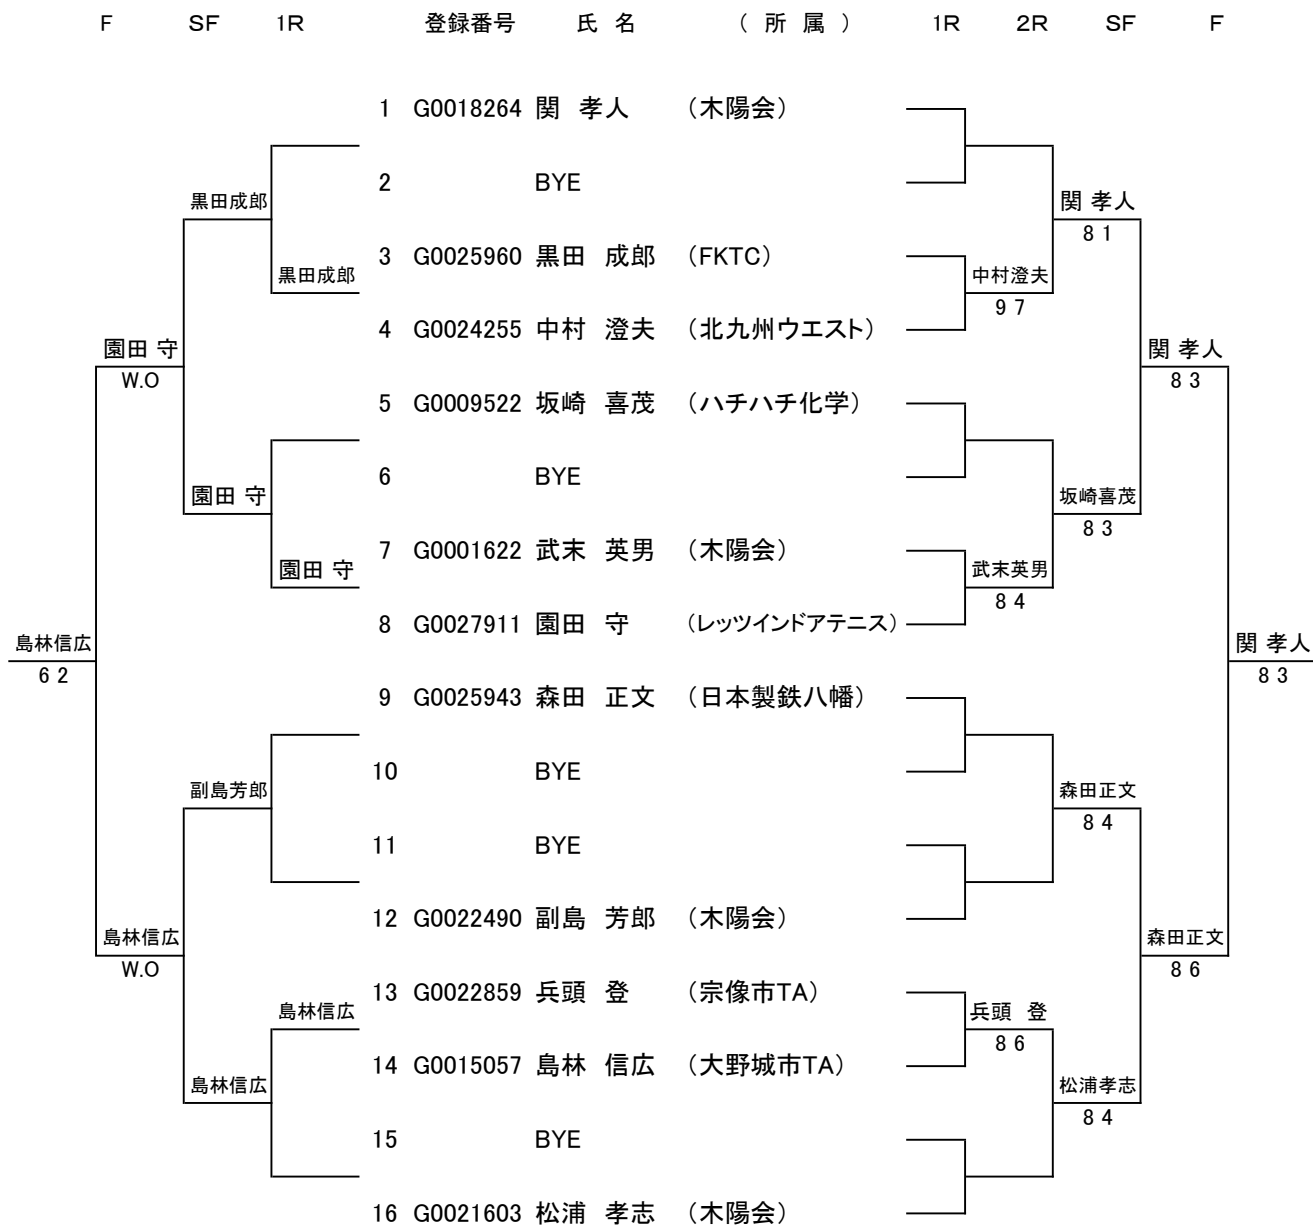 F SF 1R 登録番号 氏 名 ( 所 属 ) 1R 2R SF F
1 G0018264 関 孝人 (木陽会)
2 BYE
黒田成郎 関 孝人
8 1
3 G0025960 黒田 成郎 (FKTC)
黒田成郎 中村澄夫
9 7
4 G0024255 中村 澄夫 (北九州ウエスト)
園田 守 関 孝人
W.O 8 3
5 G0009522 坂崎 喜茂 (ハチハチ化学)
6 BYE
園田 守 坂崎喜茂
8 3
7 G0001622 武末 英男 (木陽会)
園田 守 武末英男
8 4
8 G0027911 園田 守 (レッツインドアテニス)
島林信広 関 孝人
6 2 8 3
9 G0025943 森田 正文 (日本製鉄八幡)
10 BYE
副島芳郎 森田正文
8 4
11 BYE
12 G0022490 副島 芳郎 (木陽会)
島林信広 森田正文
W.O 8 6
13 G0022859 兵頭 登 (宗像市TA)
島林信広 兵頭 登
8 6
14 G0015057 島林 信広 (大野城市TA)
島林信広 松浦孝志
8 4
15 BYE
16 G0021603 松浦 孝志 (木陽会)